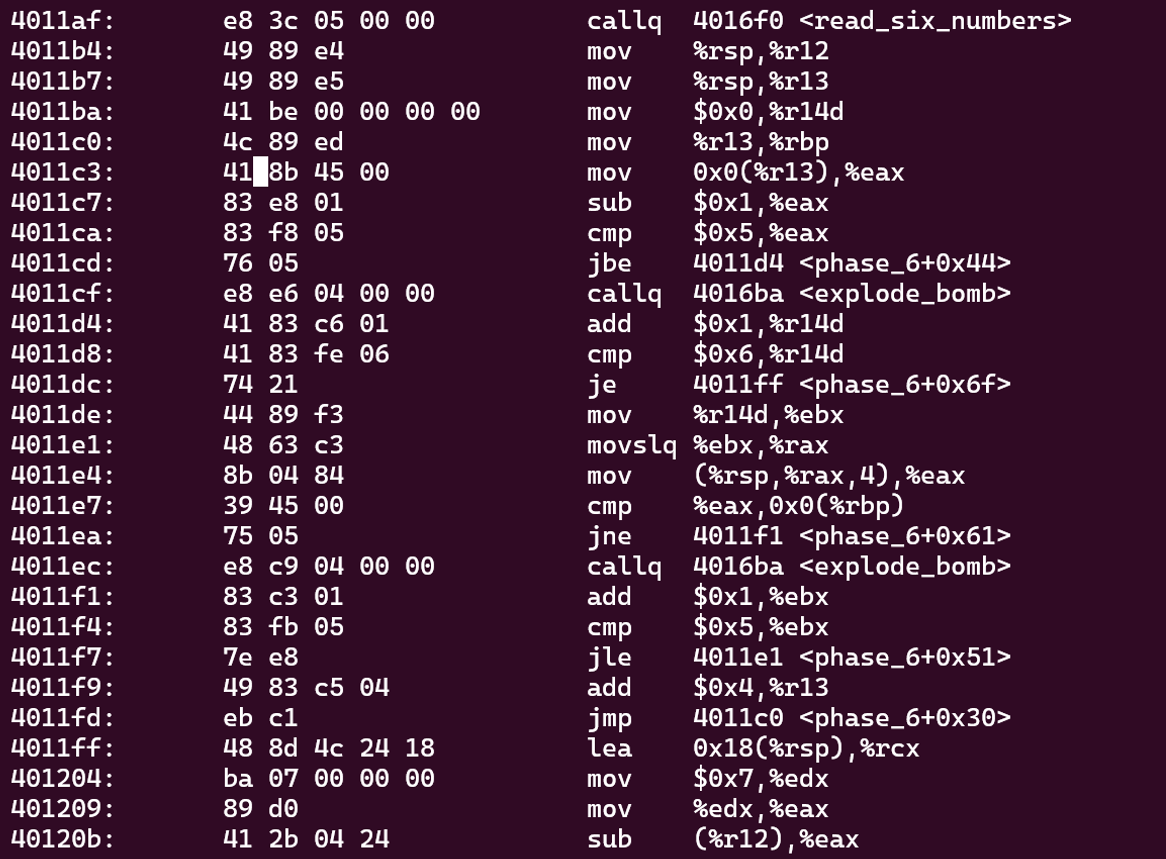 4011af: e8 3c 05 00 00 callq 4016f0 <read_six_numbers>
4011b4: 49 89 e4 mov %rsp,%r12
4011b7: 49 89 e5 mov %rsp,%r13
4011ba: 41 be 00 00 00 00 mov $0x0,%r14d
4011c0: 4c 89 ed mov %r13,%rbp
4011c3: 41 8b 45 00 mov 0x0(%r13),%eax
4011c7: 83 e8 01 sub $0x1,%eax
4011ca: 83 f8 05 cmp $0x5,%eax
4011cd: 76 05 jbe 4011d4 <phase_6+0x44>
4011cf: e8 e6 04 00 00 callq 4016ba <explode_bomb>
4011d4: 41 83 c6 01 add $0x1,%r14d
4011d8: 41 83 fe 06 cmp $0x6,%r14d
4011dc: 74 21 je 4011ff <phase_6+0x6f>
4011de: 44 89 f3 mov %r14d,%ebx
4011e1: 48 63 c3 movslq %ebx,%rax
4011e4: 8b 04 84 mov (%rsp,%rax,4),%eax
4011e7: 39 45 00 cmp %eax,0x0(%rbp)
4011ea: 75 05 jne 4011f1 <phase_6+0x61>
4011ec: e8 c9 04 00 00 callq 4016ba <explode_bomb>
4011f1: 83 c3 01 add $0x1,%ebx
4011f4: 83 fb 05 cmp $0x5,%ebx
4011f7: 7e e8 jle 4011e1 <phase_6+0x51>
4011f9: 49 83 c5 04 add $0x4,%r13
4011fd: eb c1 jmp 4011c0 <phase_6+0x30>
4011ff: 48 8d 4c 24 18 lea 0x18(%rsp),%rcx
401204: ba 07 00 00 00 mov $0x7,%edx
401209: 89 d0 mov %edx,%eax
40120b: 41 2b 04 24 sub (%r12),%eax